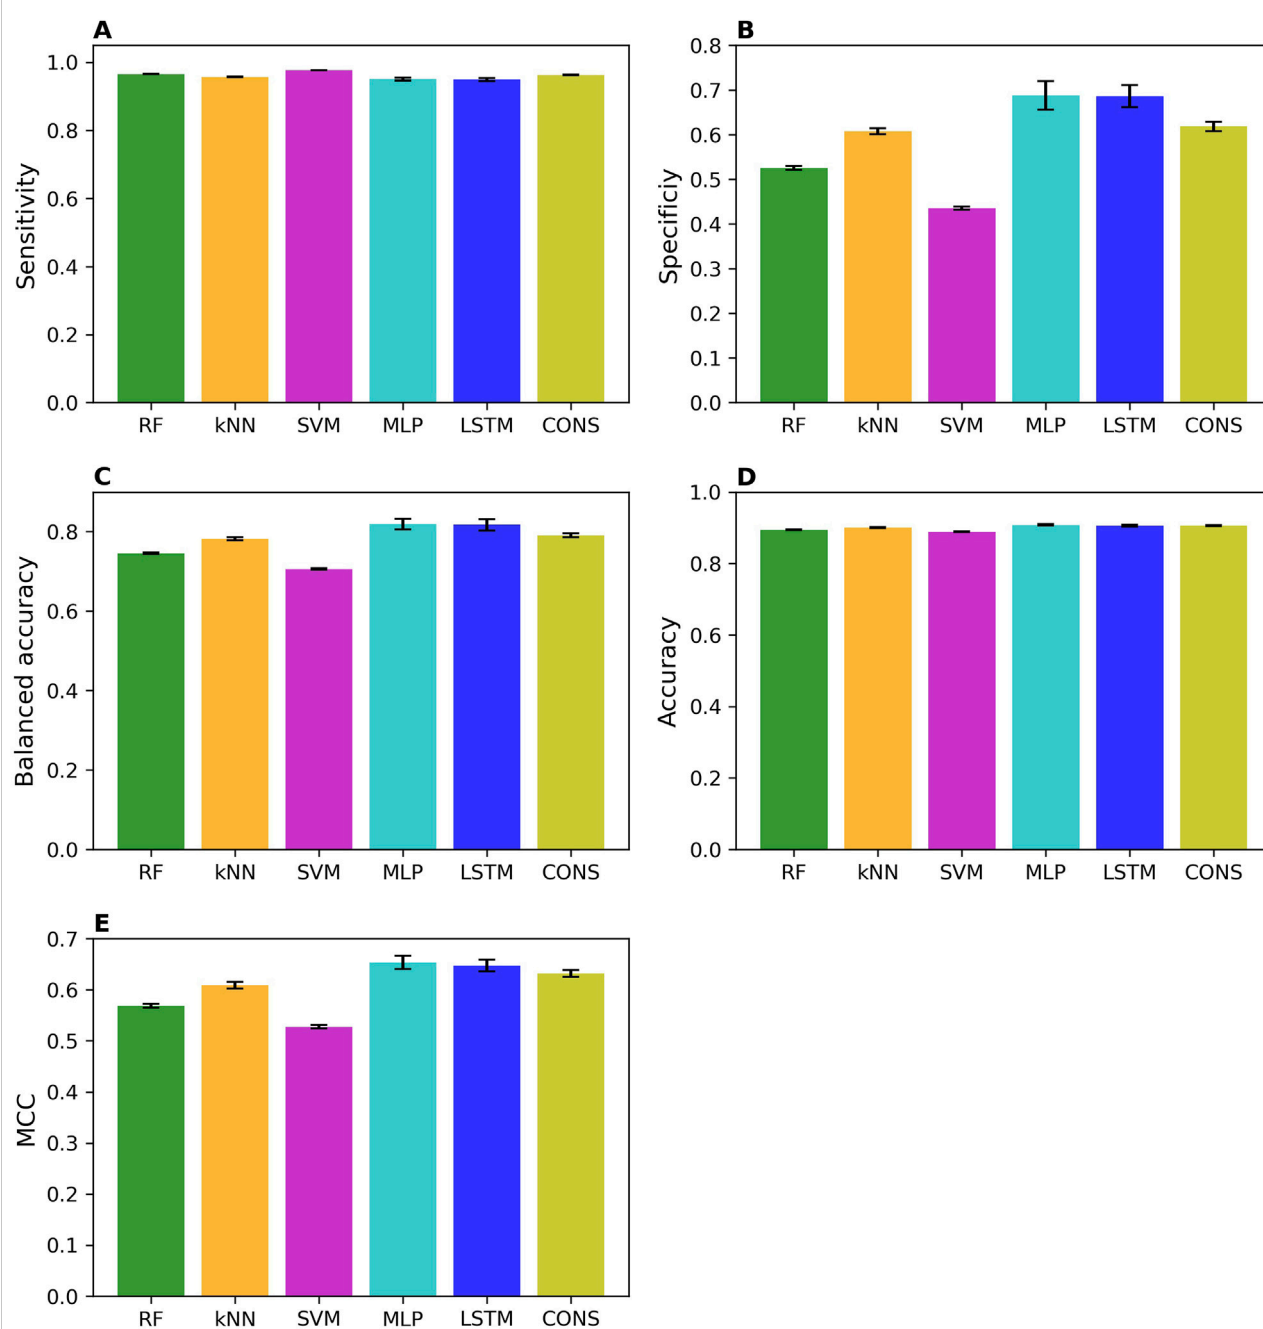 A
Sensitivity
1.0
0.8
0.6
0.4
0.2
0.0
RF kNN SVM MLP LSTM CONS
B
Specificiy
0.8
0.7
0.6
0.5
0.4
0.3
0.2
0.1
0.0
RF kNN SVM MLP LSTM CONS
C
Balanced accuracy
0.8
0.6
0.4
0.2
0.0
RF kNN SVM MLP LSTM CONS
D
Accuracy
1.0
0.8
0.6
0.4
0.2
0.0
RF kNN SVM MLP LSTM CONS
E
MCC
0.7
0.6
0.5
0.4
0.3
0.2
0.1
0.0
RF kNN SVM MLP LSTM CONS